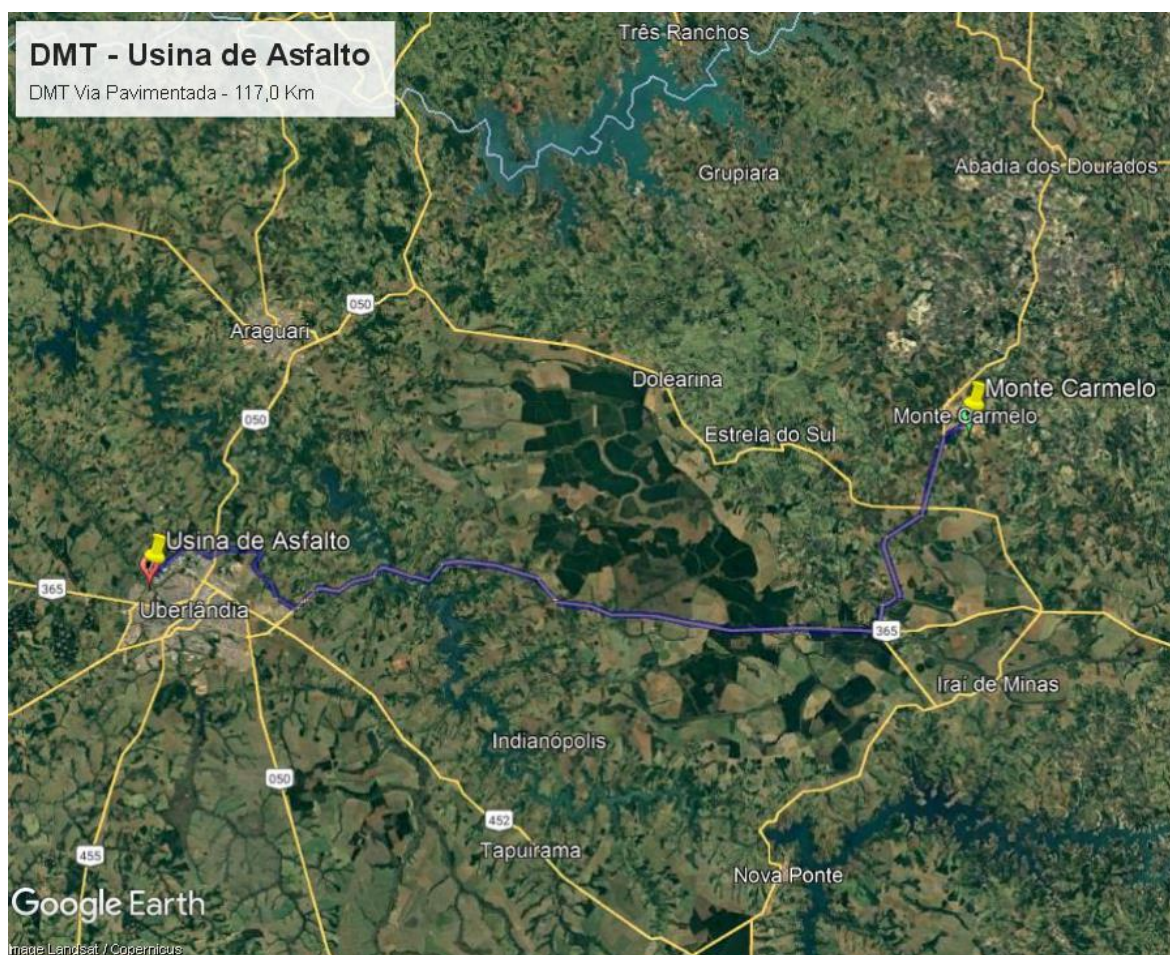 DMT - Usina de Asfalto
DMT Via Pavimentada - 117,0 Km
Três Ranchos
Grupiara
Abadia dos Dourados
050
Araguari
Dolearina
Monte Carmelo
Monte Carmelo
050
Estrela do Sul
Usina de Asfalto
365
Uberlândia
365
Iraí de Minas
Indianópolis
050
452
455
Tapuirama
Nova Ponte
Google Earth
Image Landsat / Copernicus